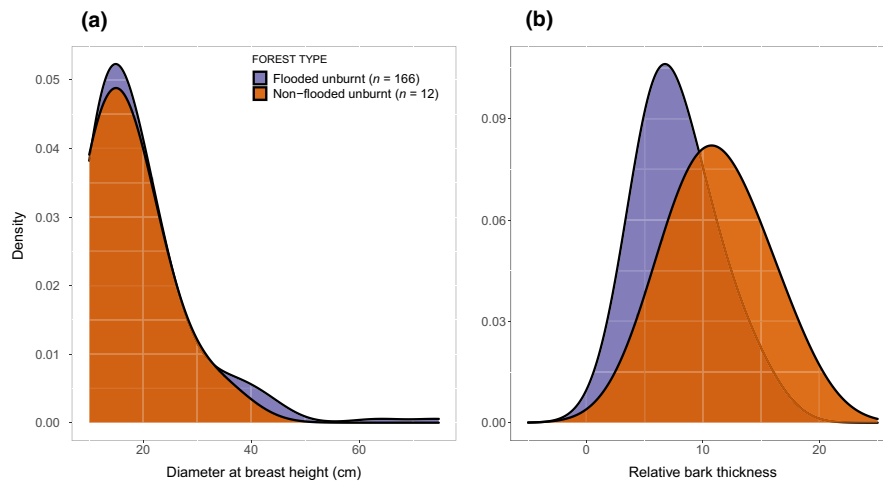 (a)
(b)
FOREST TYPE
Flooded unburnt (n = 166)
Non−flooded unburnt (n = 12)
Density
0.05
0.04
0.03
0.02
0.01
0.00
20
40
60
Diameter at breast height (cm)
0.09
0.06
0.03
0.00
0
10
20
Relative bark thickness